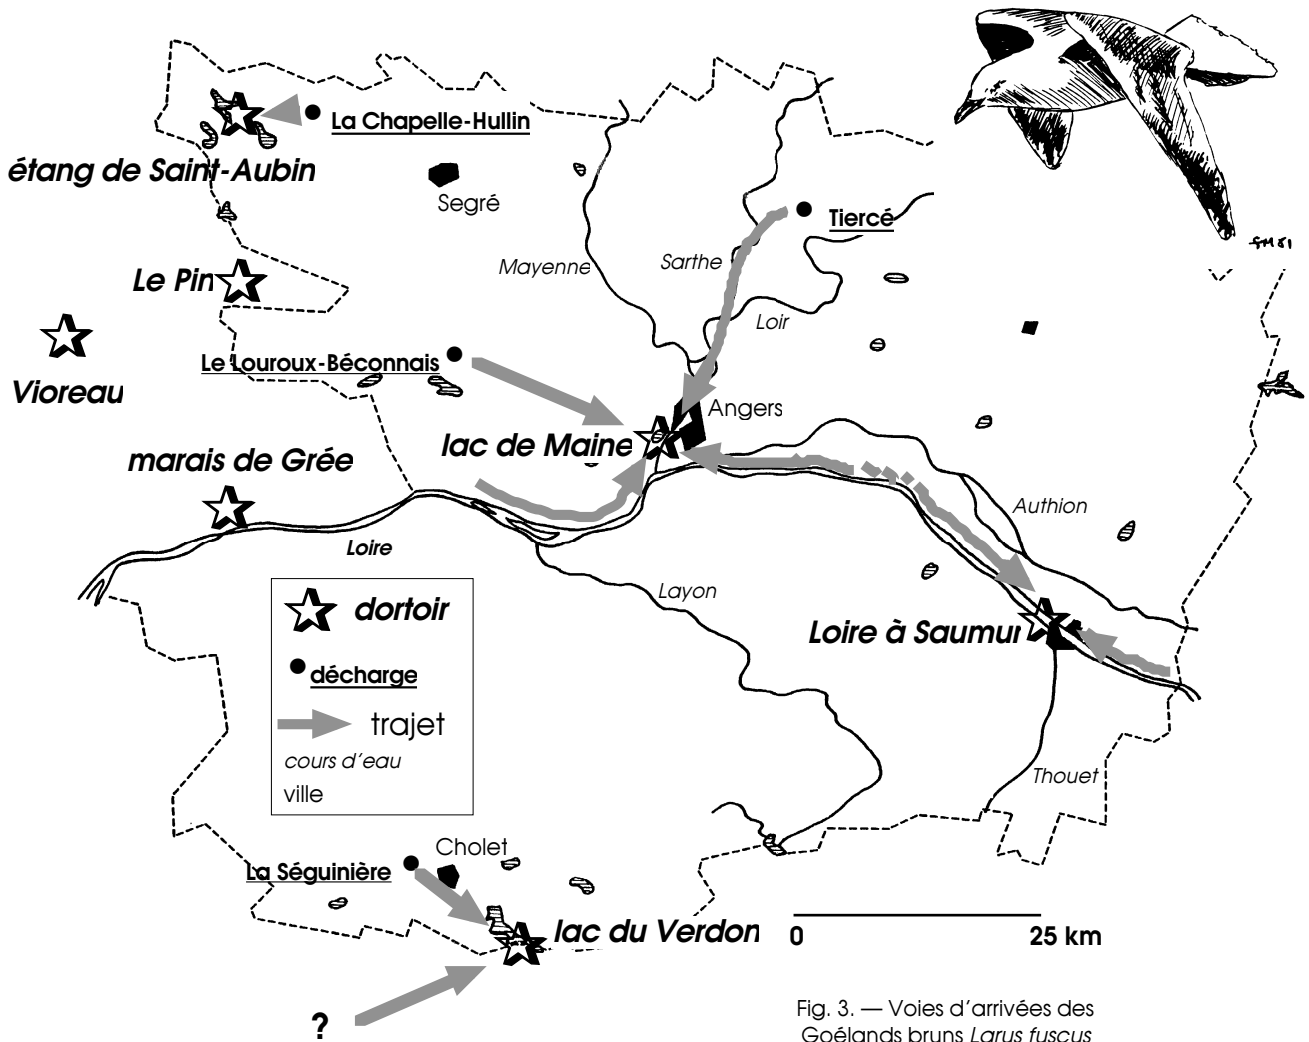 La Chapelle-Hullin
étang de Saint-Aubin
Segré
Tiercé
Mayenne
Sarthe
Le Pin
Loir
Vioreau
Le Louroux-Béconnais
Angers
lac de Maine
marais de Grée
Authion
Loire
Layon
dortoir
Loire à Saumur
décharge
trajet
cours d'eau
ville
Thouet
Cholet
La Séguinière
lac du Verdon
0 25 km
?
Fig. 3. — Voies d'arrivées des
Goélands bruns Larus fuscus